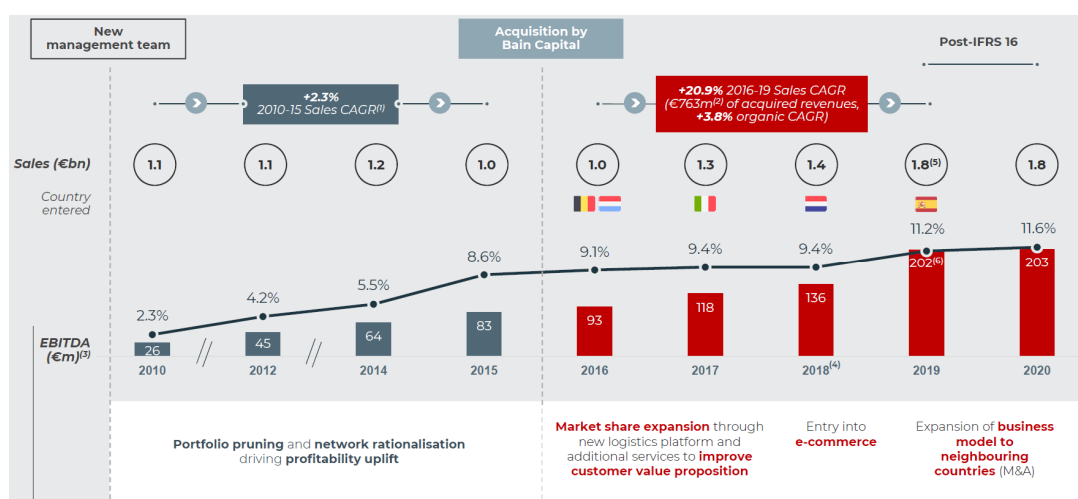 New
management team
Acquisition by
Bain Capital
Post-IFRS 16
+2.3%
2010-15 Sales CAGR(1)
+20.9% 2016-19 Sales CAGR
(€763m(2) of acquired revenues,
+3.8% organic CAGR)
Sales (€bn)
1.1
1.1
1.2
1.0
1.0
1.3
1.4
1.8(5)
1.8
Country
entered
2.3%
4.2%
5.5%
8.6%
9.1%
9.4%
9.4%
11.2%
11.6%
EBITDA
(€m)(3)
26
45
64
83
93
118
136
202(6)
203
2010
2012
2014
2015
2016
2017
2018(4)
2019
2020
Portfolio pruning and network rationalisation
driving profitability uplift
Market share expansion through
new logistics platform and
additional services to improve
customer value proposition
Entry into
e-commerce
Expansion of business
model to
neighbouring
countries (M&A)